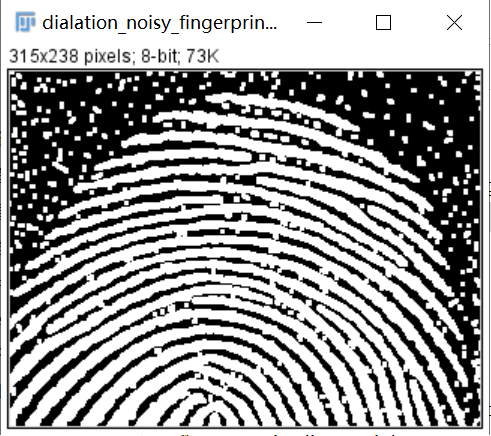 dialation_noisy_fingerprin...
315x238 pixels; 8-bit; 73K